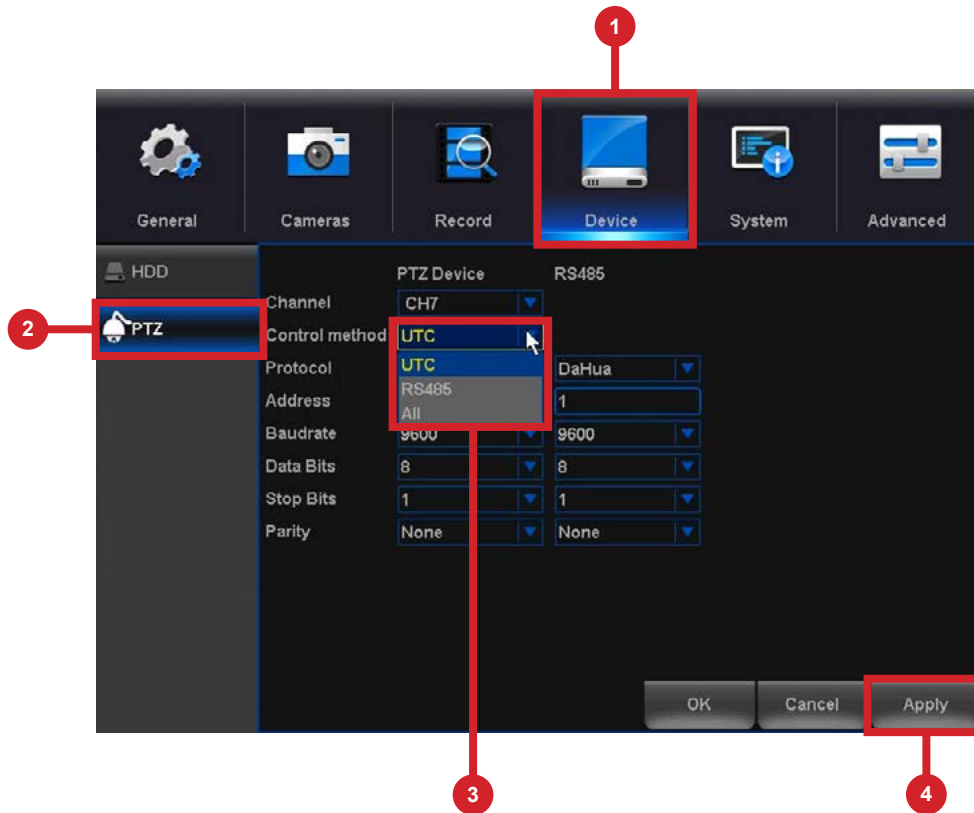 1
General Cameras Record Device System Advanced
HDD
PTZ Device RS485
2
PTZ
Channel CH7
Control method UTC
UTC
RS485
All
Protocol DaHua
Address 1
Baudrate 9600 9600
Data Bits 8 8
Stop Bits 1 1
Parity None None
OK Cancel Apply
3 4